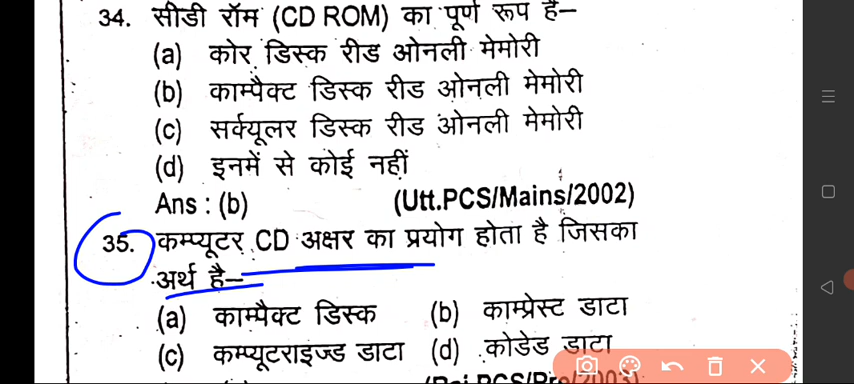 34. सीडी रॉम (CD ROM) का पूर्ण रूप है–
(a) कोर डिस्क रीड ओनली मेमोरी
(b) काम्पैक्ट डिस्क रीड ओनली मेमोरी
(c) सर्क्यूलर डिस्क रीड ओनली मेमोरी
(d) इनमें से कोई नहीं
Ans : (b) (Utt.PCS/Mains/2002)
35. कम्प्यूटर CD अक्षर का प्रयोग होता है जिसका
अर्थ है–
(a) काम्पैक्ट डिस्क (b) काम्प्रेस्ट डाटा
(c) कम्प्यूटराइज्ड डाटा (d) कोडेड डाटा